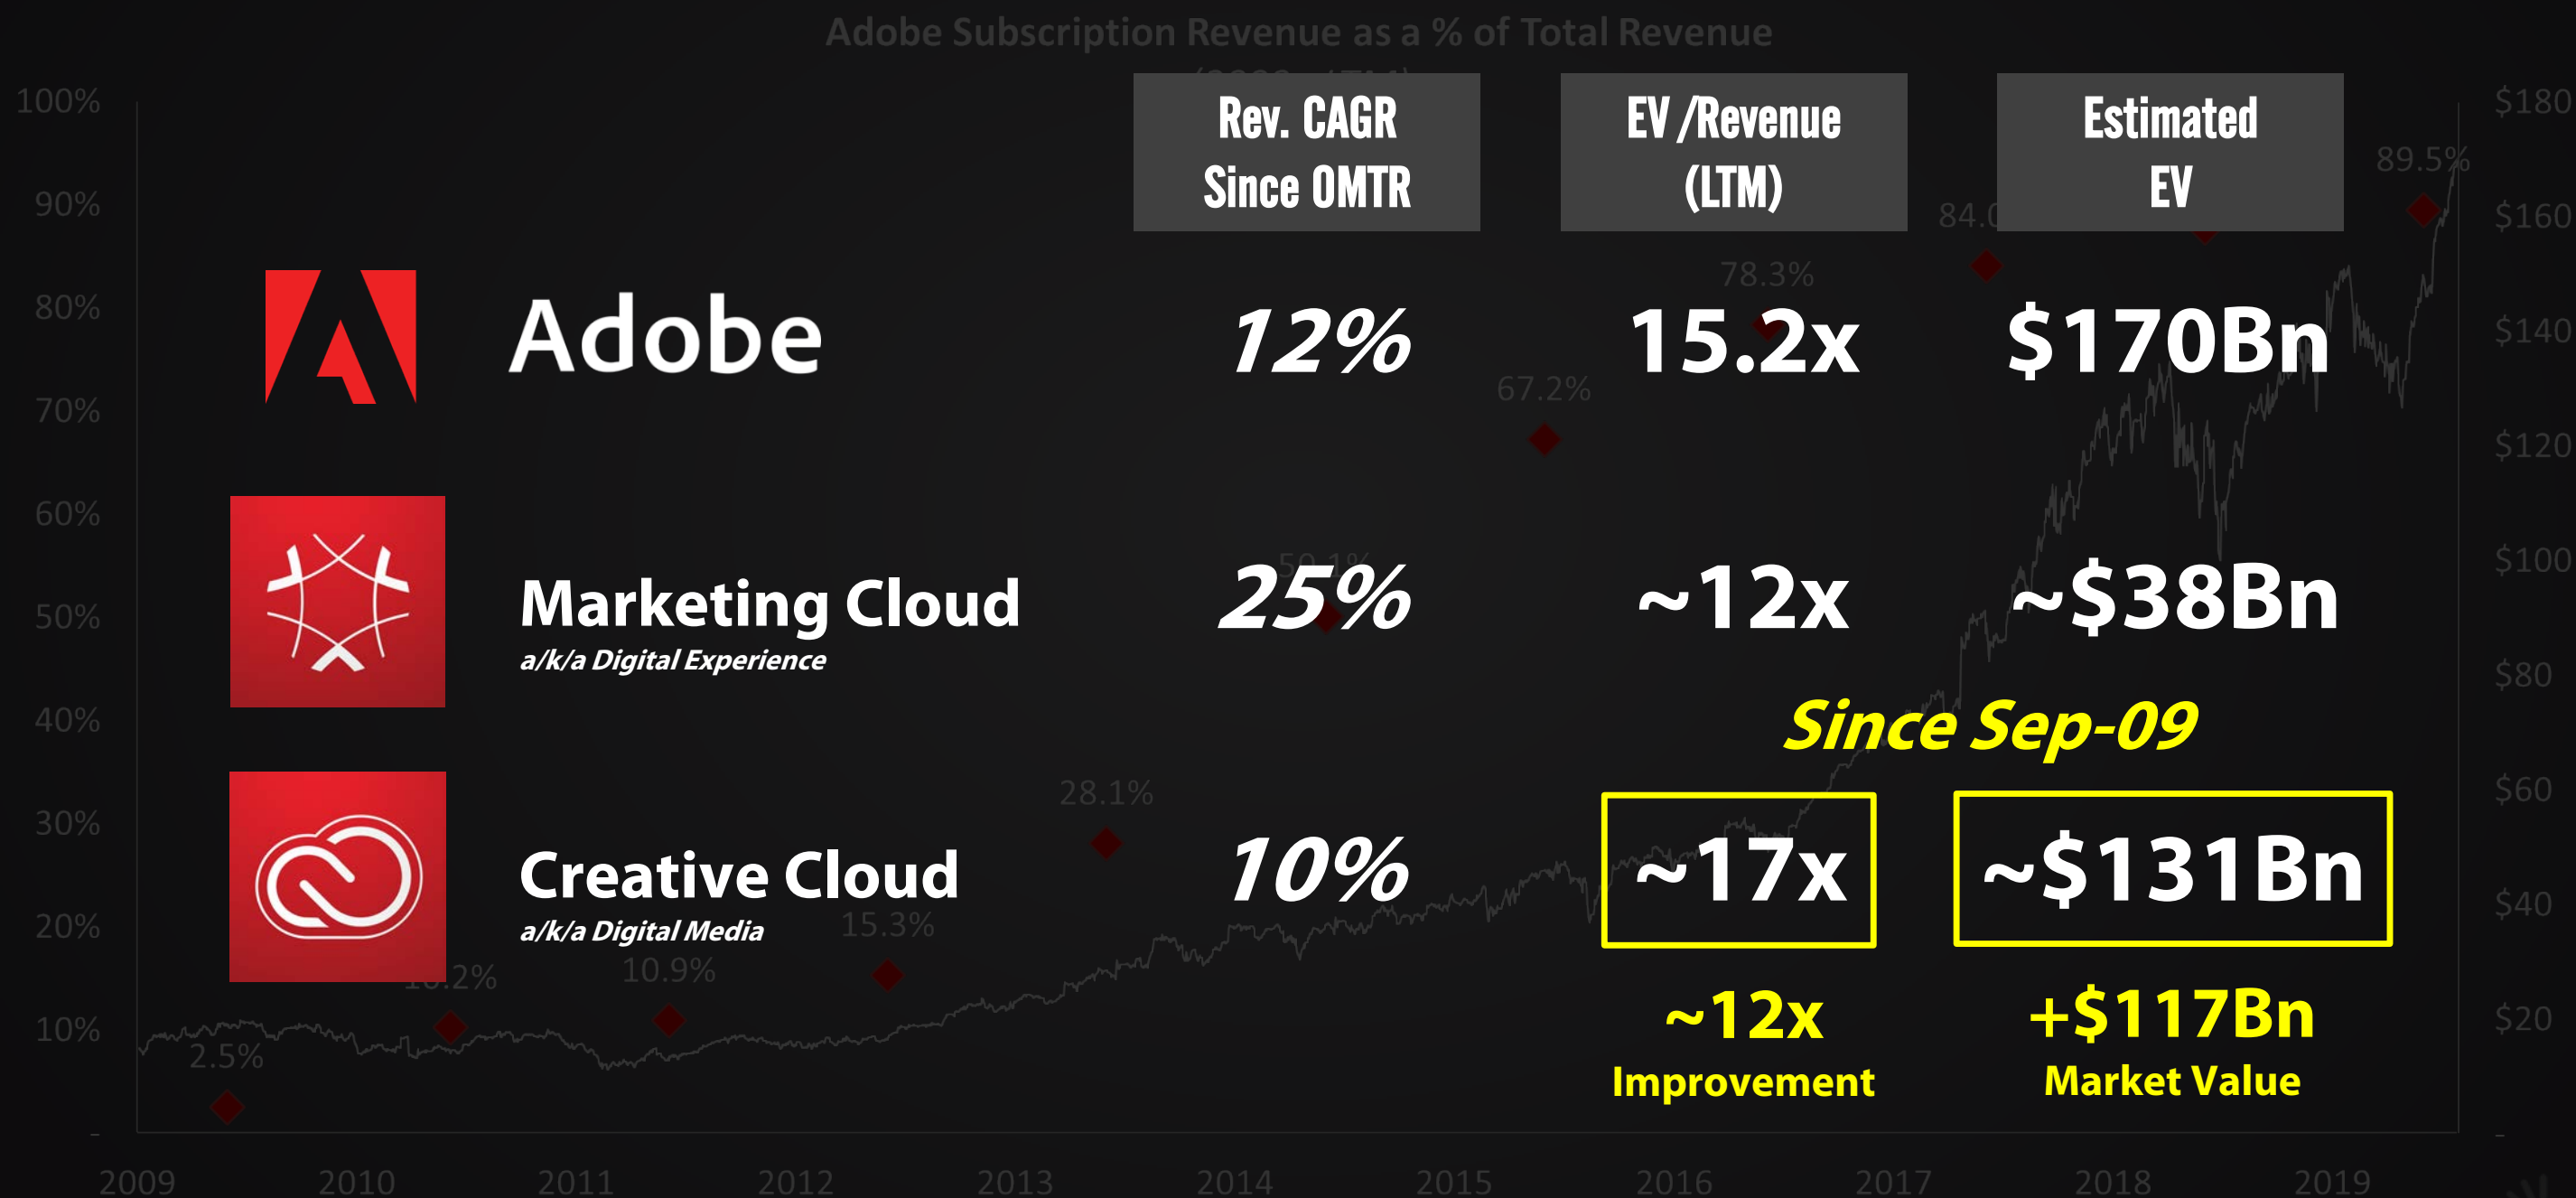 Adobe Subscription Revenue as a % of Total Revenue
100%
90%
80%
70%
60%
50%
40%
30%
20%
10%
-
$180
$160
$140
$120
$100
$80
$60
$40
$20
-
Rev. CAGR
Since OMTR
EV /Revenue
(LTM)
Estimated
EV
89.5%
84.0
78.3%
67.2%
50.1%
28.1%
15.3%
10.9%
2.5%
Adobe
12%
15.2x
$170Bn
Marketing Cloud
a/k/a Digital Experience
25%
~12x
~$38Bn
Since Sep-09
Creative Cloud
a/k/a Digital Media
10%
~17x
~$131Bn
~12x
Improvement
+$117Bn
Market Value
2009 2010 2011 2012 2013 2014 2015 2016 2017 2018 2019